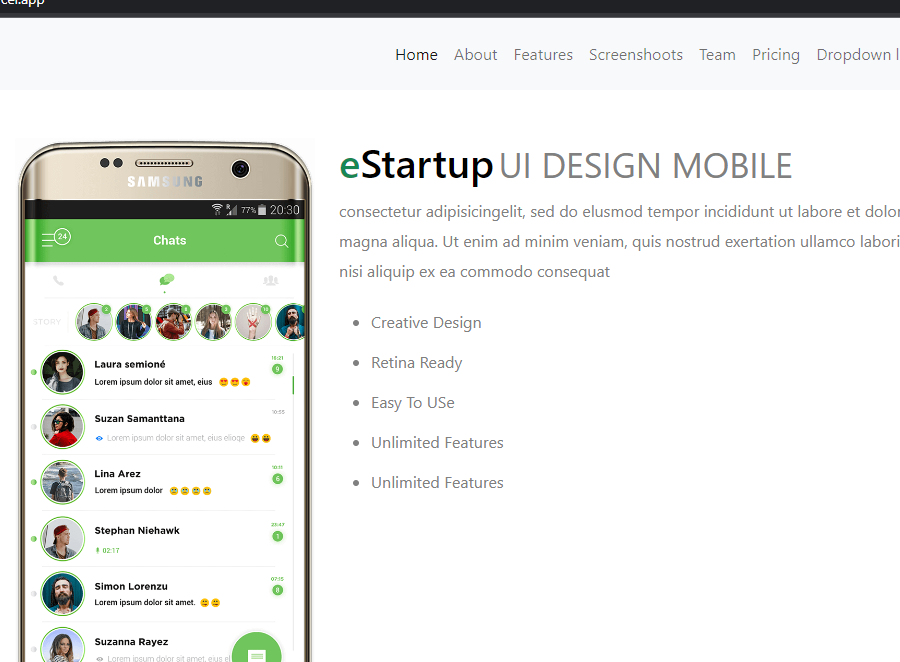 cel.app
Home About Features Screenshoots Team Pricing Dropdown l
eStartup UI DESIGN MOBILE
consectetur adipisicingelit, sed do elusmod tempor incididunt ut labore et dolor
magna aliqua. Ut enim ad minim veniam, quis nostrud exertation ullamco labori
nisi aliquip ex ea commodo consequat
Creative Design
Retina Ready
Easy To USe
Unlimited Features
Unlimited Features
SAMSUNG
R 77% 20:30
24 Chats
STORY
Laura semioné 16:21
Lorem ipsum dolor sit amet, eius 😍😍😮 9
Suzan Samanttana 10:55
Lorem ipsum dolor sit amet, eius elioqe 😀😀
Lina Arez 10:11
Lorem ipsum dolor 6
Stephan Niehawk 23:47
02:17 1
Simon Lorenzu 07:15
Lorem ipsum dolor sit amet. 8
Suzanna Rayez
Lorem ipsum dolor sit amet, eius el